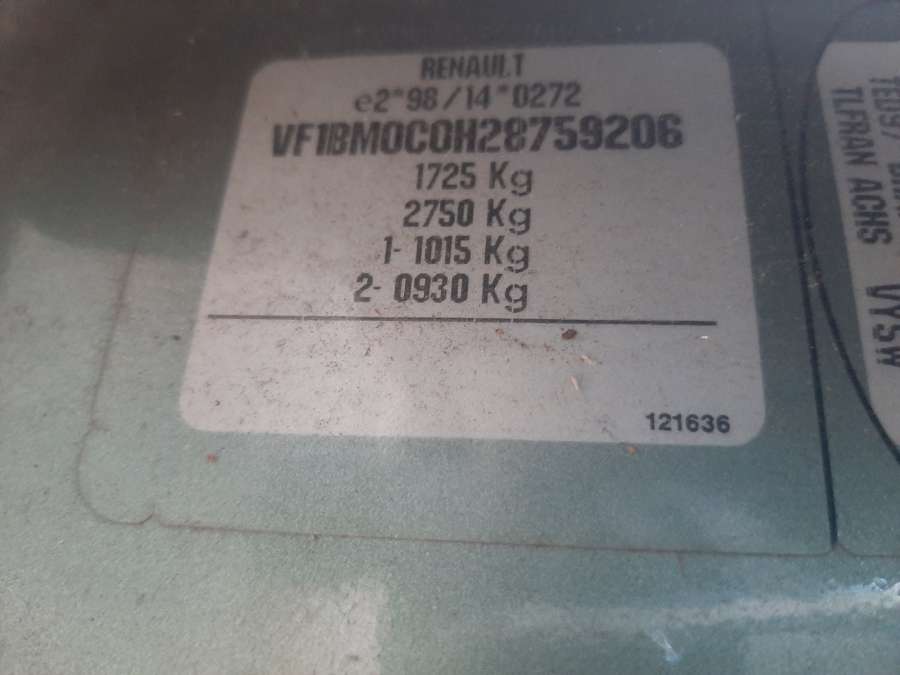 RENAULT
e2*98/14*0272
VF1BM0C0H28759206
1725 Kg
2750 Kg
1- 1015 Kg
2- 0930 Kg
121636
TED97
TLFRAN ACHS
VYSW